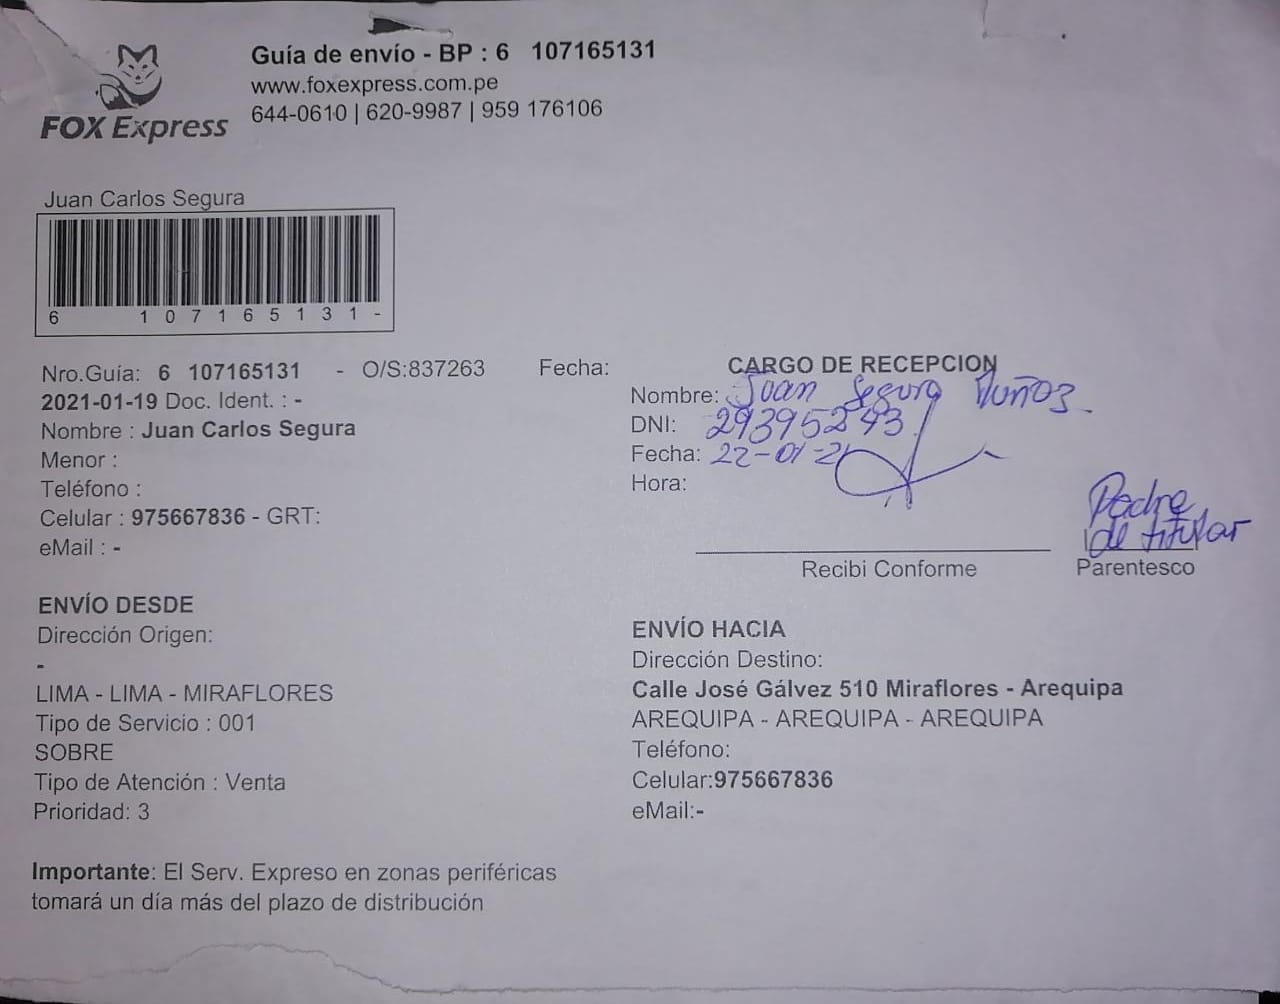 Guía de envío - BP : 6 107165131
www.foxexpress.com.pe
644-0610 | 620-9987 | 959 176106
FOX Express
Juan Carlos Segura
6 1 0 7 1 6 5 1 3 1 -
Nro.Guía: 6 107165131 - O/S:837263 Fecha:
2021-01-19 Doc. Ident. : -
Nombre : Juan Carlos Segura
Menor :
Teléfono :
Celular : 975667836 - GRT:
eMail : -
CARGO DE RECEPCION
Nombre: Juan Segura Muñoz
DNI: 29395243
Fecha: 22-01-21
Hora:
Padre
de titular
Recibi Conforme
Parentesco
ENVÍO DESDE
Dirección Origen:
-
LIMA - LIMA - MIRAFLORES
Tipo de Servicio : 001
SOBRE
Tipo de Atención : Venta
Prioridad: 3
ENVÍO HACIA
Dirección Destino:
Calle José Gálvez 510 Miraflores - Arequipa
AREQUIPA - AREQUIPA - AREQUIPA
Teléfono:
Celular:975667836
eMail:-
Importante: El Serv. Expreso en zonas periféricas
tomará un día más del plazo de distribución